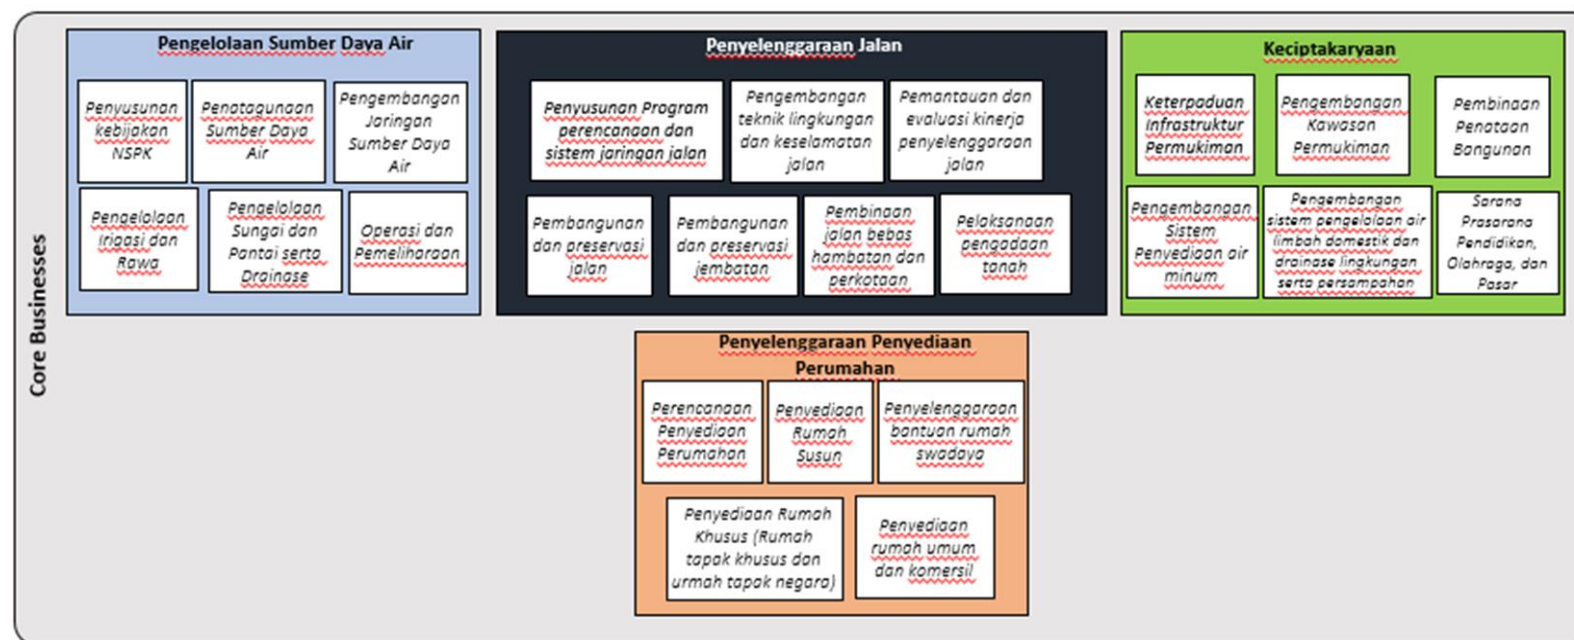 Core Businesses
Pengelolaan Sumber Daya Air
Penyusunan
kebijakan
NSPK
Penatagunaan
Sumber Daya
Air
Pengembangan
Jaringan
Sumber Daya
Air
Pengelolaan
Irigasi dan
Rawa
Pengelolaan
Sungai dan
Pantai serta
Drainase
Operasi dan
Pemeliharaan
Penyelenggaraan Jalan
Penyusunan Program
perencanaan dan
sistem jaringan jalan
Pengembangan
teknik lingkungan
dan keselamatan
jalan
Pemantauan dan
evaluasi kinerja
penyelenggaraan
jalan
Pembangunan
dan preservasi
jalan
Pembangunan
dan preservasi
jembatan
Pembinaan
jalan bebas
hambatan dan
perkotaan
Pelaksanaan
pengadaan
tanah
Keciptakaryaan
Keterpaduan
Infrastruktur
Permukiman
Pengembangan
Kawasan
Permukiman
Pembinaan
Penataan
Bangunan
Pengembangan
Sistem
Penyediaan air
minum
Pengembangan
sistem pengelolaan air
limbah domestik dan
drainase lingkungan
serta persampahan
Sarana
Prasarana
Pendidikan,
Olahraga, dan
Pasar
Penyelenggaraan Penyediaan
Perumahan
Perencanaan
Penyediaan
Perumahan
Penyediaan
Rumah
Susun
Penyelenggaraan
bantuan rumah
swadaya
Penyediaan Rumah
Khusus (Rumah
tapak khusus dan
urmah tapak negara)
Penyediaan
rumah umum
dan komersil